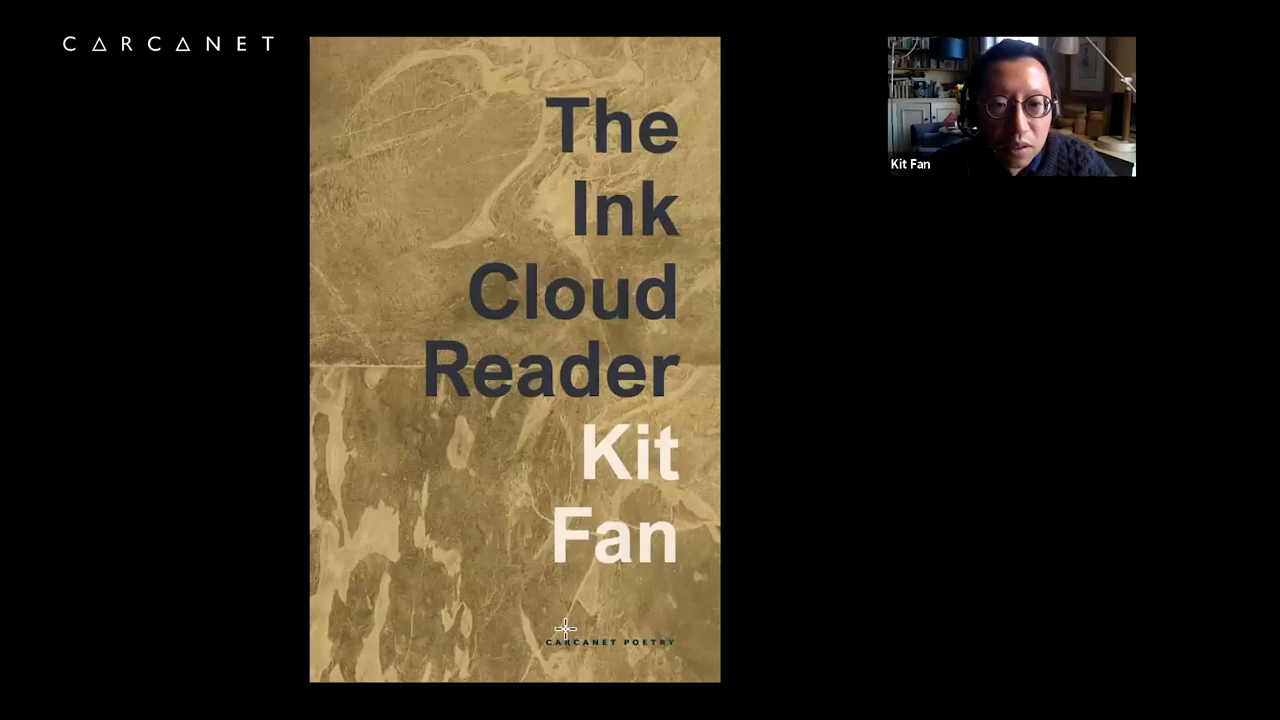 CARCANET
The
Ink
Cloud
Reader
Kit
Fan
CARCANET POETRY
Kit Fan